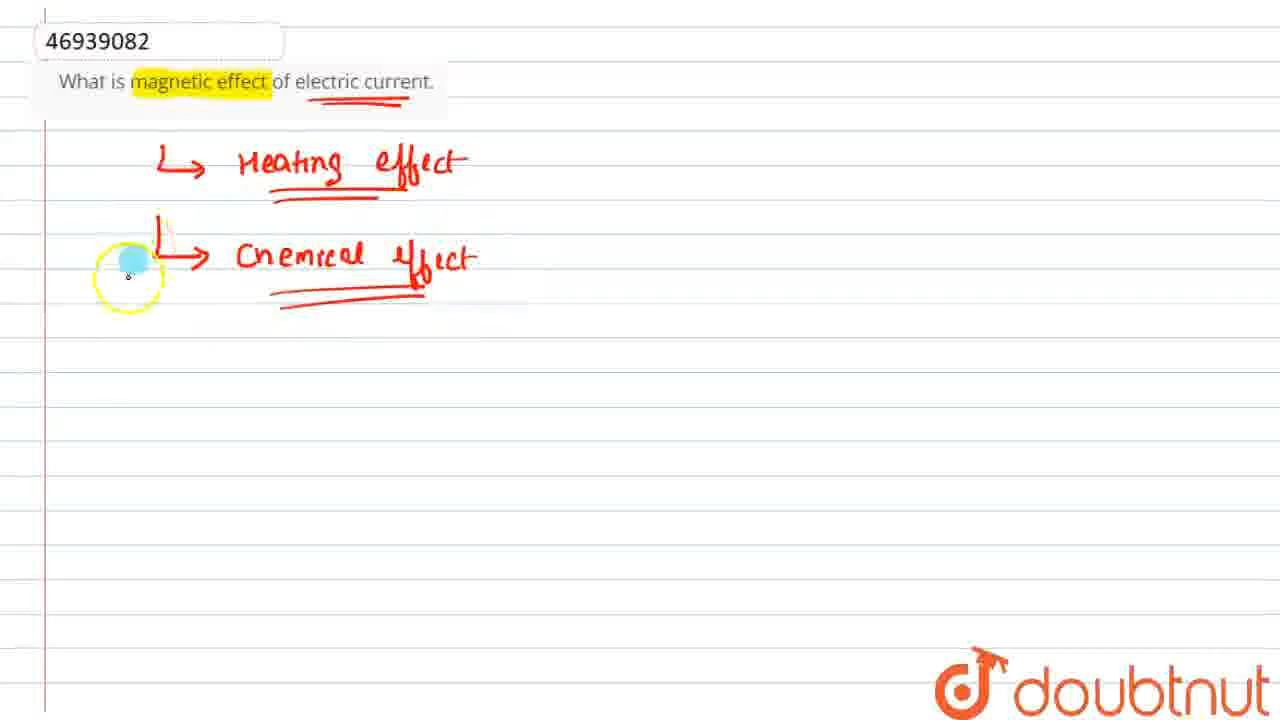 46939082
What is magnetic effect of electric current.
Heating effect
Chemical effect
doubtnut